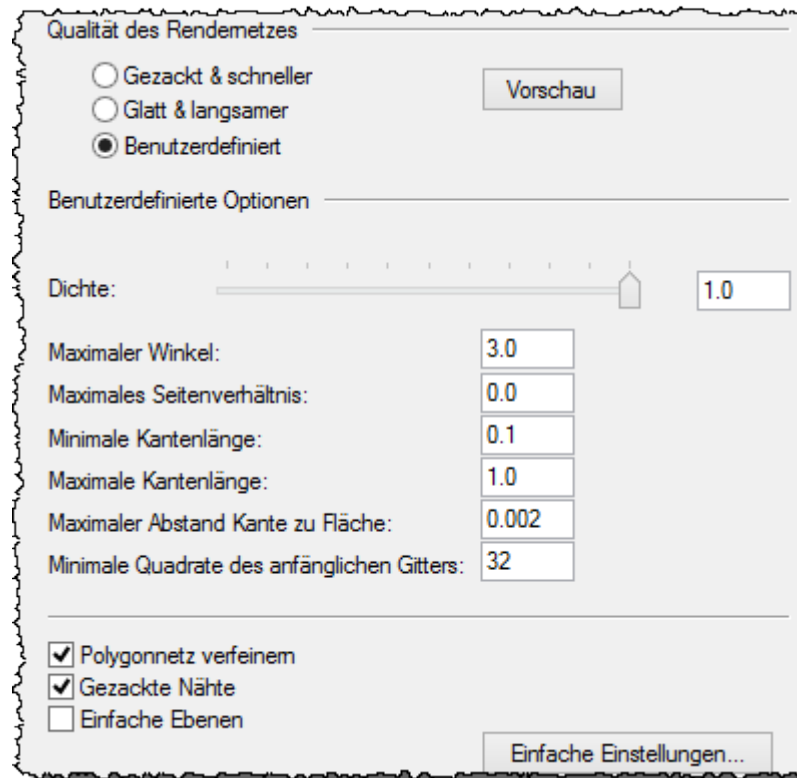 Qualität des Rendernetzes
Gezackt & schneller
Vorschau
Glatt & langsamer
Benutzerdefiniert
Benutzerdefinierte Optionen
Dichte: 1.0
Maximaler Winkel: 3.0
Maximales Seitenverhältnis: 0.0
Minimale Kantenlänge: 0.1
Maximale Kantenlänge: 1.0
Maximaler Abstand Kante zu Fläche: 0.002
Minimale Quadrate des anfänglichen Gitters: 32
Polygonnetz verfeinern
Gezackte Nähte
Einfache Ebenen
Einfache Einstellungen...